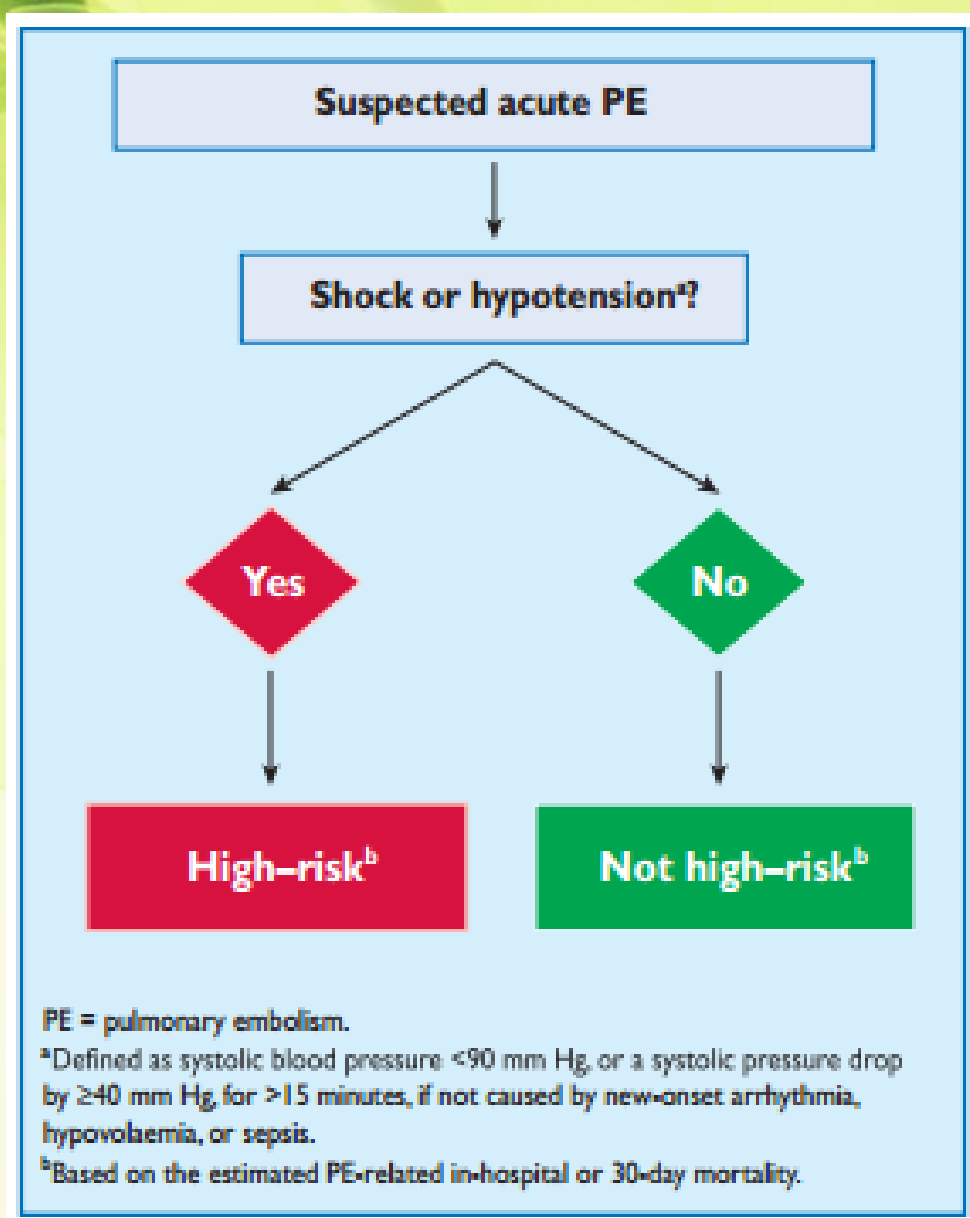 Suspected acute PE
Shock or hypotensionᵃ?
Yes
No
High–riskᵇ
Not high–riskᵇ
PE = pulmonary embolism.
ᵃDefined as systolic blood pressure <90 mm Hg, or a systolic pressure drop
by ≥40 mm Hg, for >15 minutes, if not caused by new-onset arrhythmia,
hypovolaemia, or sepsis.
ᵇBased on the estimated PE-related in-hospital or 30-day mortality.